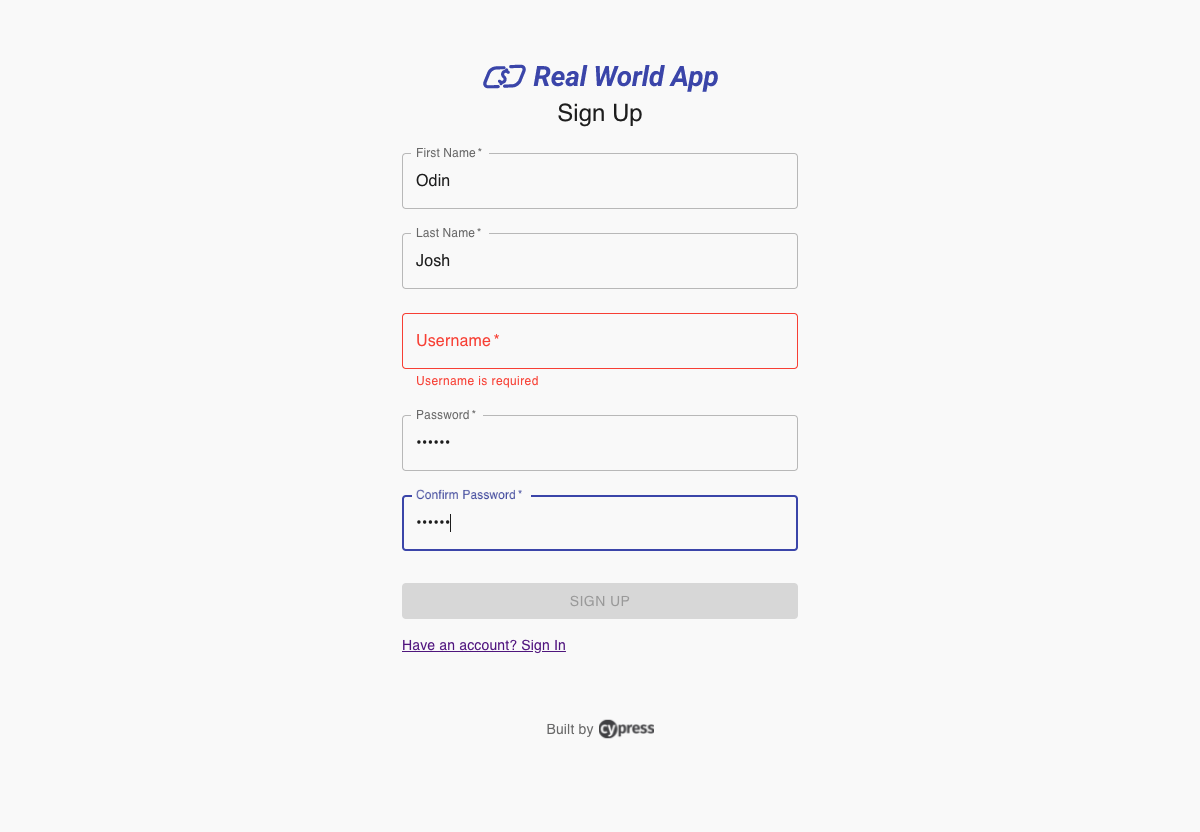 Real World App
Sign Up
First Name *
Odin
Last Name *
Josh
Username *
Username is required
Password *
••••••
Confirm Password *
••••••
SIGN UP
Have an account? Sign In
Built by cypress